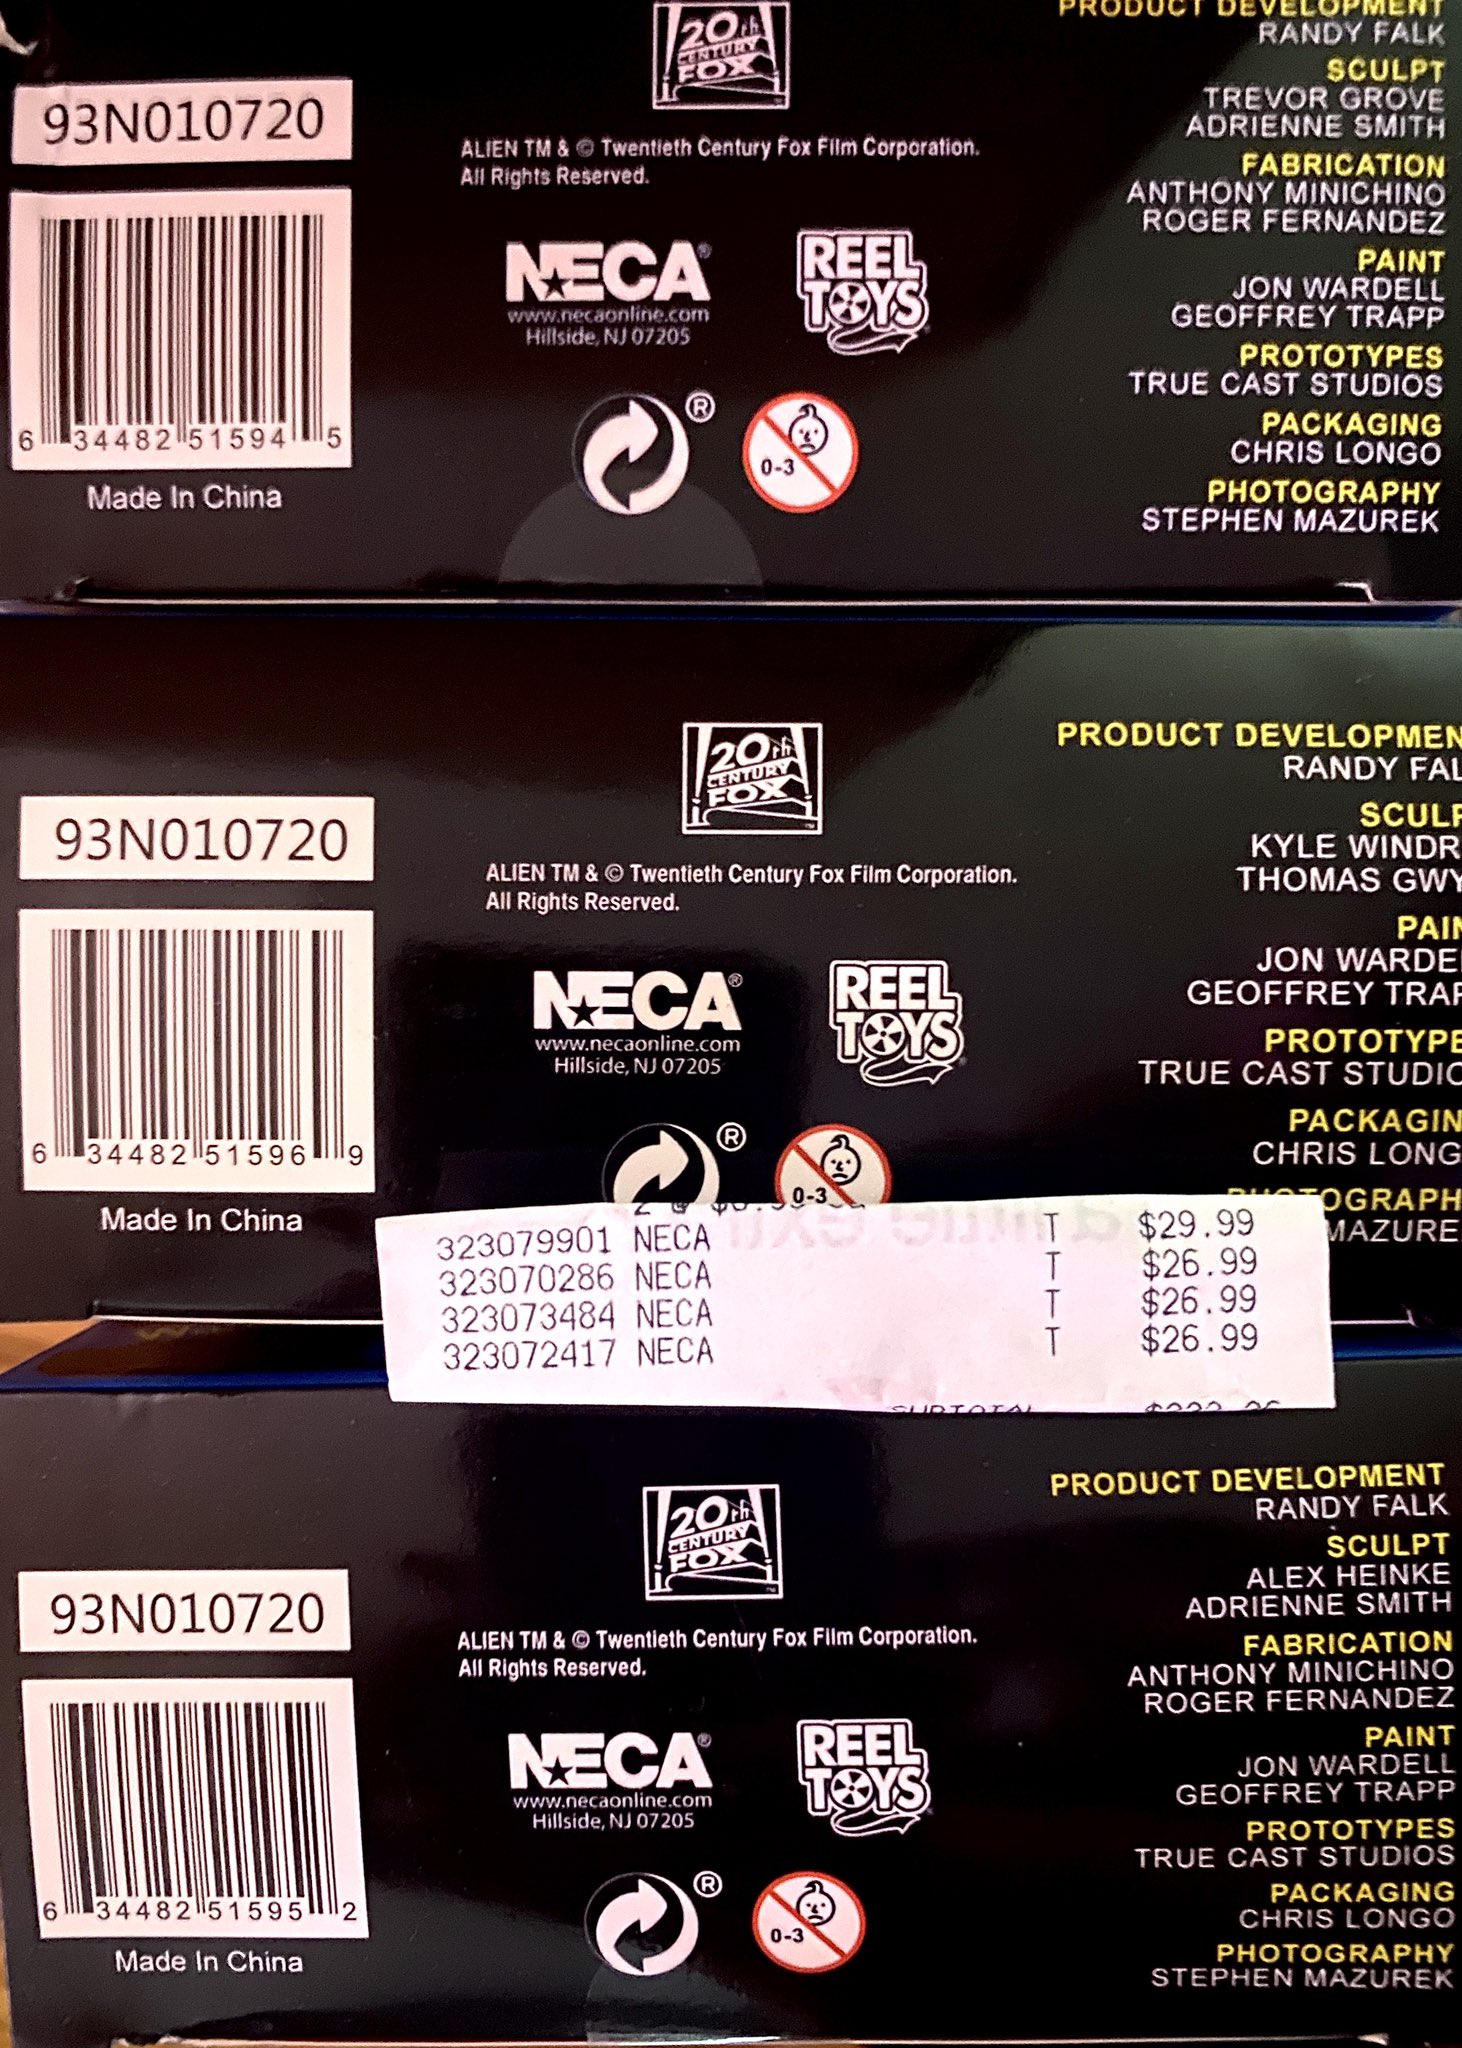 PRODUCT DEVELOPMENT
RANDY FALK
SCULPT
TREVOR GROVE
ADRIENNE SMITH
FABRICATION
ANTHONY MINICHINO
ROGER FERNANDEZ
PAINT
JON WARDELL
GEOFFREY TRAPP
PROTOTYPES
TRUE CAST STUDIOS
PACKAGING
CHRIS LONGO
PHOTOGRAPHY
STEPHEN MAZUREK
20th
CENTURY
FOX
93N010720
ALIEN TM & © Twentieth Century Fox Film Corporation.
All Rights Reserved.
NECA®
www.necaonline.com
Hillside, NJ 07205
REEL
TOYS
®
0-3
6 34482 51594 5
Made In China
20th
CENTURY
FOX
TM
93N010720
ALIEN TM & © Twentieth Century Fox Film Corporation.
All Rights Reserved.
NECA®
www.necaonline.com
Hillside, NJ 07205
REEL
TOYS
®
0-3
6 34482 51596 9
Made In China
PRODUCT DEVELOPMEN
RANDY FAL
SCULP
KYLE WINDR
THOMAS GWY
PAIN
JON WARDE
GEOFFREY TRAP
PROTOTYPE
TRUE CAST STUDIO
PACKAGIN
CHRIS LONG
PHOTOGRAPH
MAZURE
323079901 NECA T $29.99
323070286 NECA T $26.99
323073484 NECA T $26.99
323072417 NECA T $26.99
SUBTOTAL
20th
CENTURY
FOX
TM
93N010720
ALIEN TM & © Twentieth Century Fox Film Corporation.
All Rights Reserved.
NECA®
www.necaonline.com
Hillside, NJ 07205
REEL
TOYS
®
0-3
6 34482 51595 2
Made In China
PRODUCT DEVELOPMENT
RANDY FALK
SCULPT
ALEX HEINKE
ADRIENNE SMITH
FABRICATION
ANTHONY MINICHINO
ROGER FERNANDEZ
PAINT
JON WARDELL
GEOFFREY TRAPP
PROTOTYPES
TRUE CAST STUDIOS
PACKAGING
CHRIS LONGO
PHOTOGRAPHY
STEPHEN MAZUREK